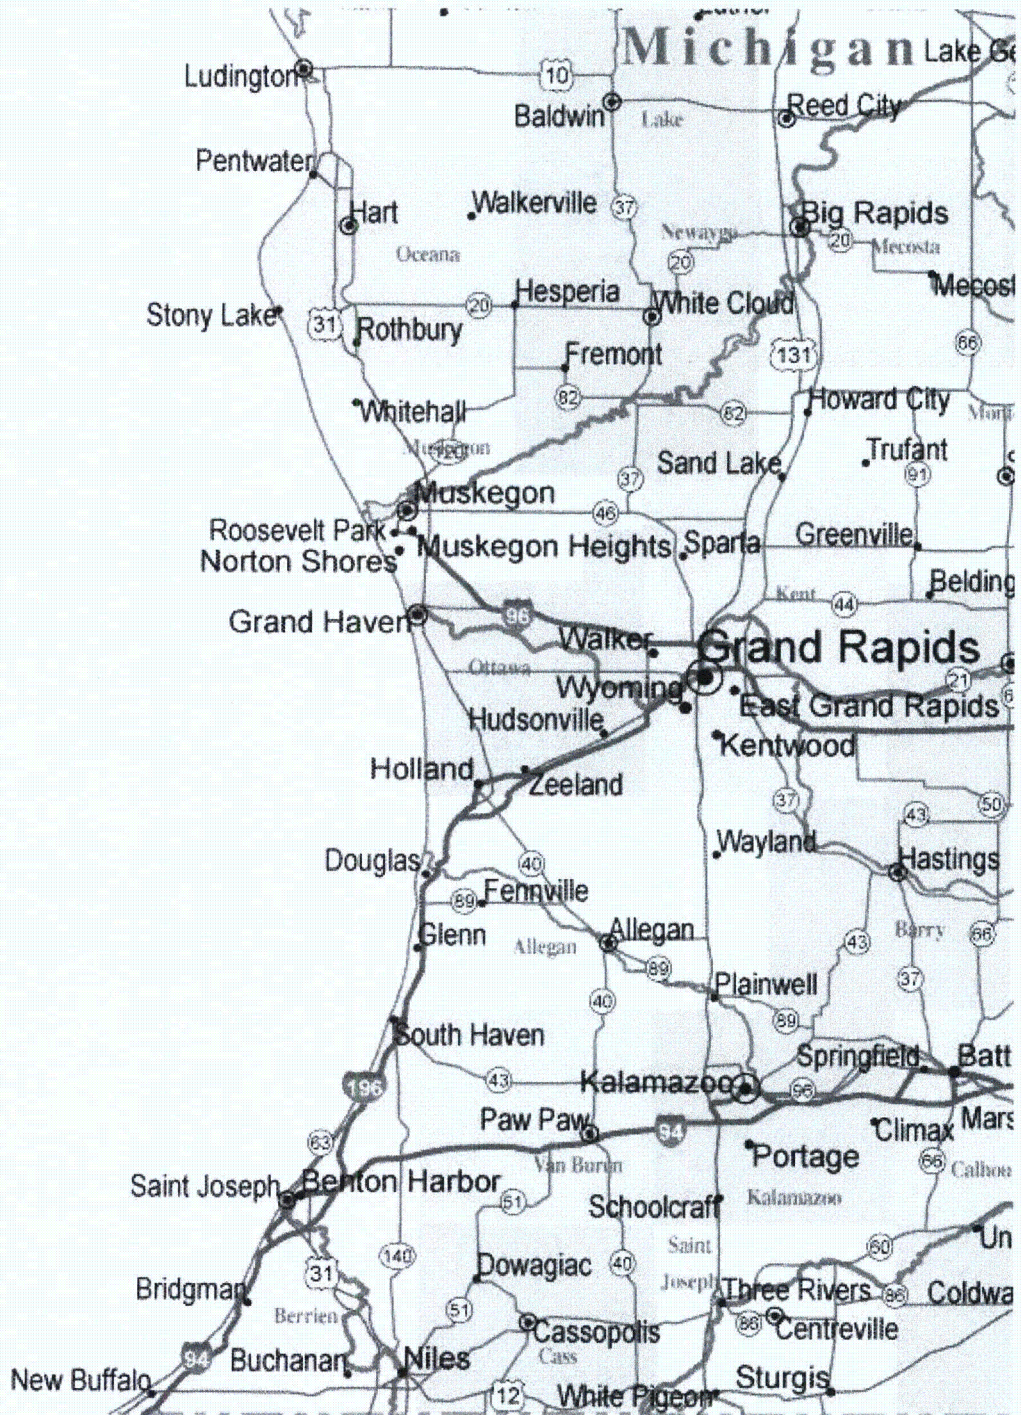 Michigan
Ludington
10
Baldwin
Lake
Reed City
Pentwater
Hart
Walkerville
37
Big Rapids
Newaygo
20
Mecosta
Oceana
20
Stony Lake
31
Rothbury
20
Hesperia
White Cloud
Fremont
131
66
82
82
Howard City
Whitehall
Muskegon
120
Trufant
Sand Lake
91
37
Muskegon
46
Roosevelt Park
Norton Shores
Muskegon Heights
Sparta
Greenville
Belding
Kent
44
Grand Haven
96
Walker
Grand Rapids
Ottawa
21
Wyoming
East Grand Rapids
Hudsonville
Kentwood
Holland
Zeeland
37
50
43
Wayland
Hastings
Douglas
40
89
Fennville
Glenn
Allegan
Allegan
Barry
66
43
89
37
40
Plainwell
89
South Haven
Springfield
43
Kalamazoo
96
196
Paw Paw
94
Climax
63
Van Buren
Portage
66
Saint Joseph
Benton Harbor
51
Schoolcraft
Kalamazoo
Saint
Joseph
60
140
31
Dowagiac
40
Bridgman
Three Rivers
86
Berrien
51
86
Centreville
Cassopolis
Cass
94
Buchanan
Niles
New Buffalo
12
White Pigeon
Sturgis